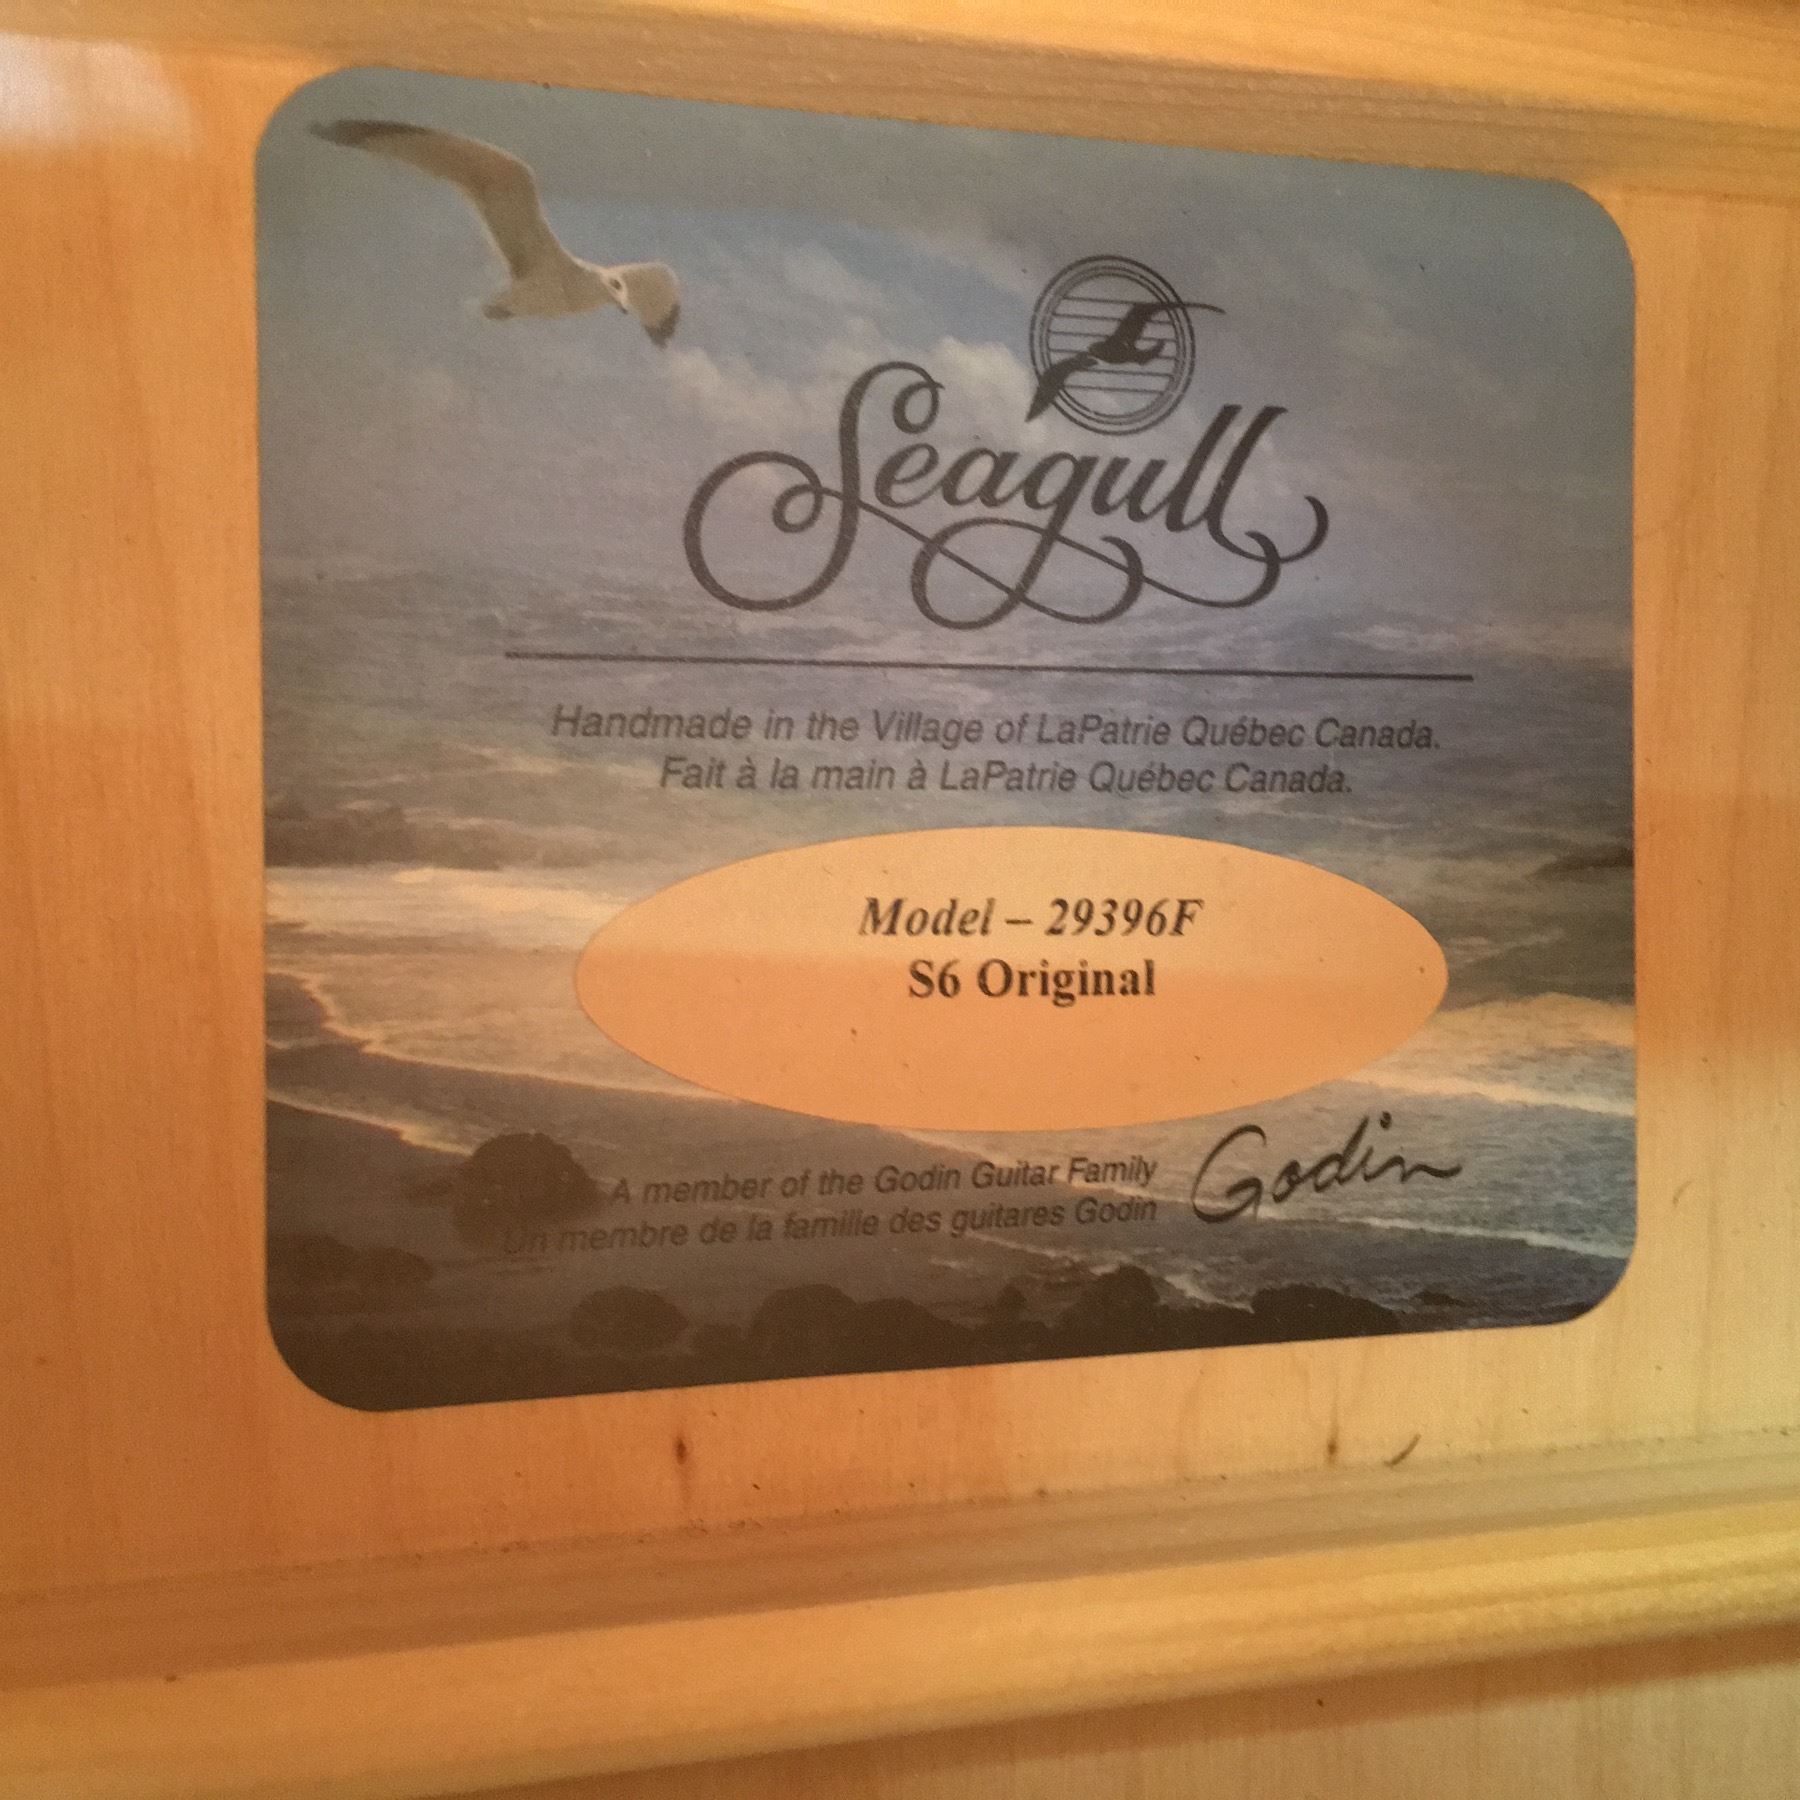 Seagull
Handmade in the Village of LaPatrie Québec Canada.
Fait à la main à LaPatrie Québec Canada.
Model – 29396F
S6 Original
A member of the Godin Guitar Family
Un membre de la famille des guitares Godin
Godin